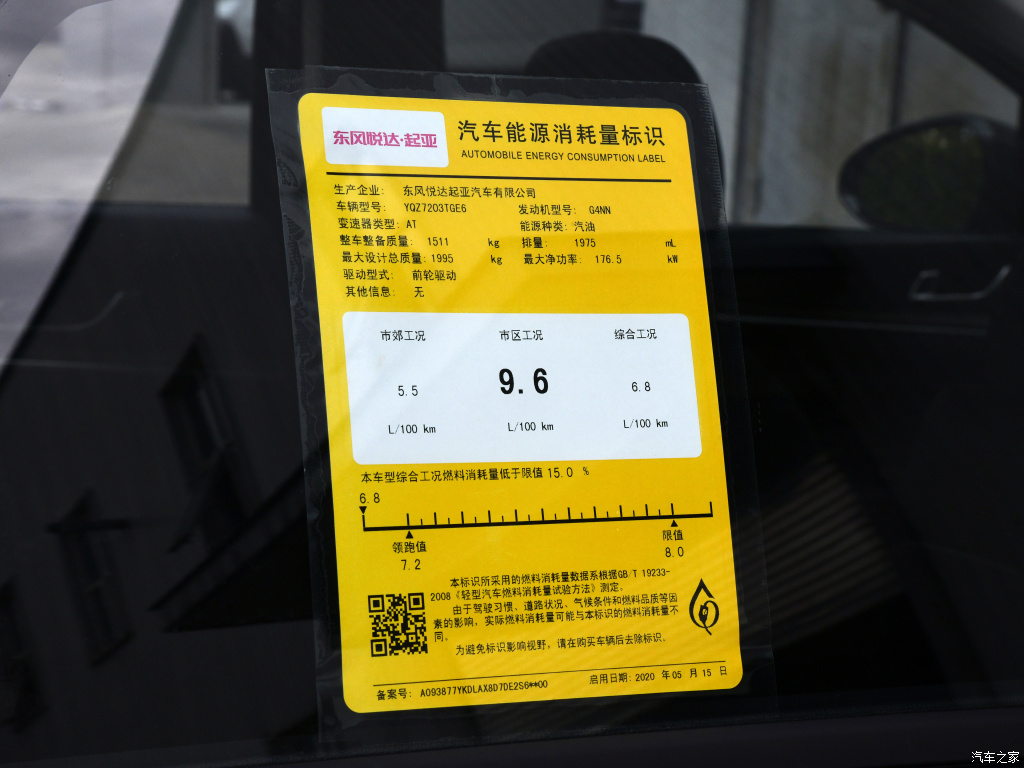 东风悦达·起亚
汽车能源消耗量标识
AUTOMOBILE ENERGY CONSUMPTION LABEL
生产企业: 东风悦达起亚汽车有限公司
车辆型号: YQZ7203TGE6 发动机型号: G4NN
变速器类型: AT 能源种类: 汽油
整车整备质量: 1511 kg 排量: 1975 mL
最大设计总质量: 1995 kg 最大净功率: 176.5 kW
驱动型式: 前轮驱动
其他信息: 无
市郊工况 市区工况 综合工况
5.5 9.6 6.8
L/100 km L/100 km L/100 km
本车型综合工况燃料消耗量低于限值 15.0 %
6.8
领跑值 限值
7.2 8.0
本标识所采用的燃料消耗量数据系根据GB/T 19233-
2008《轻型汽车燃料消耗量试验方法》测定。
由于驾驶习惯、道路状况、气候条件和燃料品质等因
素的影响，实际燃料消耗量可能与本标识的燃料消耗量不
同。
为避免标识影响视野，请在购买车辆后去除标识。
备案号: A093877YKDLAX8D7DE2S6**00 启用日期: 2020 年 05 月 15 日
汽车之家